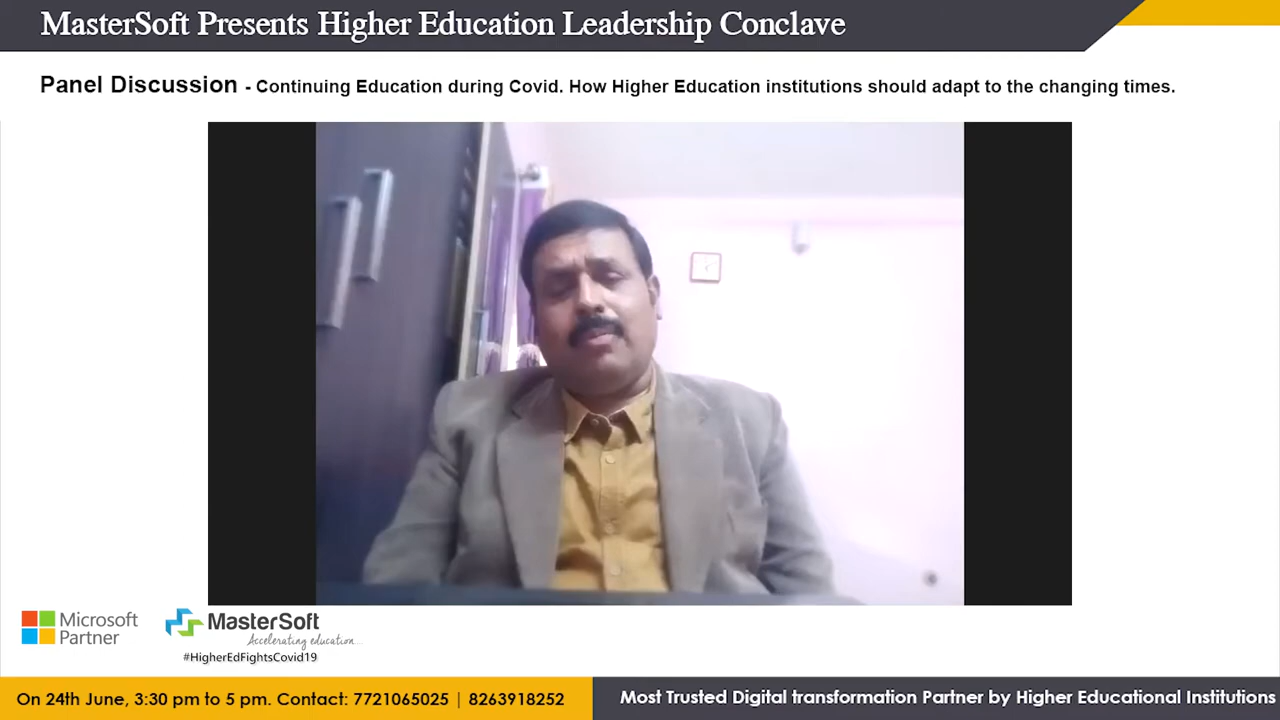 MasterSoft Presents Higher Education Leadership Conclave
Panel Discussion - Continuing Education during Covid. How Higher Education institutions should adapt to the changing times.
Microsoft
Partner
MasterSoft
Accelerating education...
#HigherEdFightsCovid19
On 24th June, 3:30 pm to 5 pm. Contact: 7721065025 | 8263918252
Most Trusted Digital transformation Partner by Higher Educational Institutions